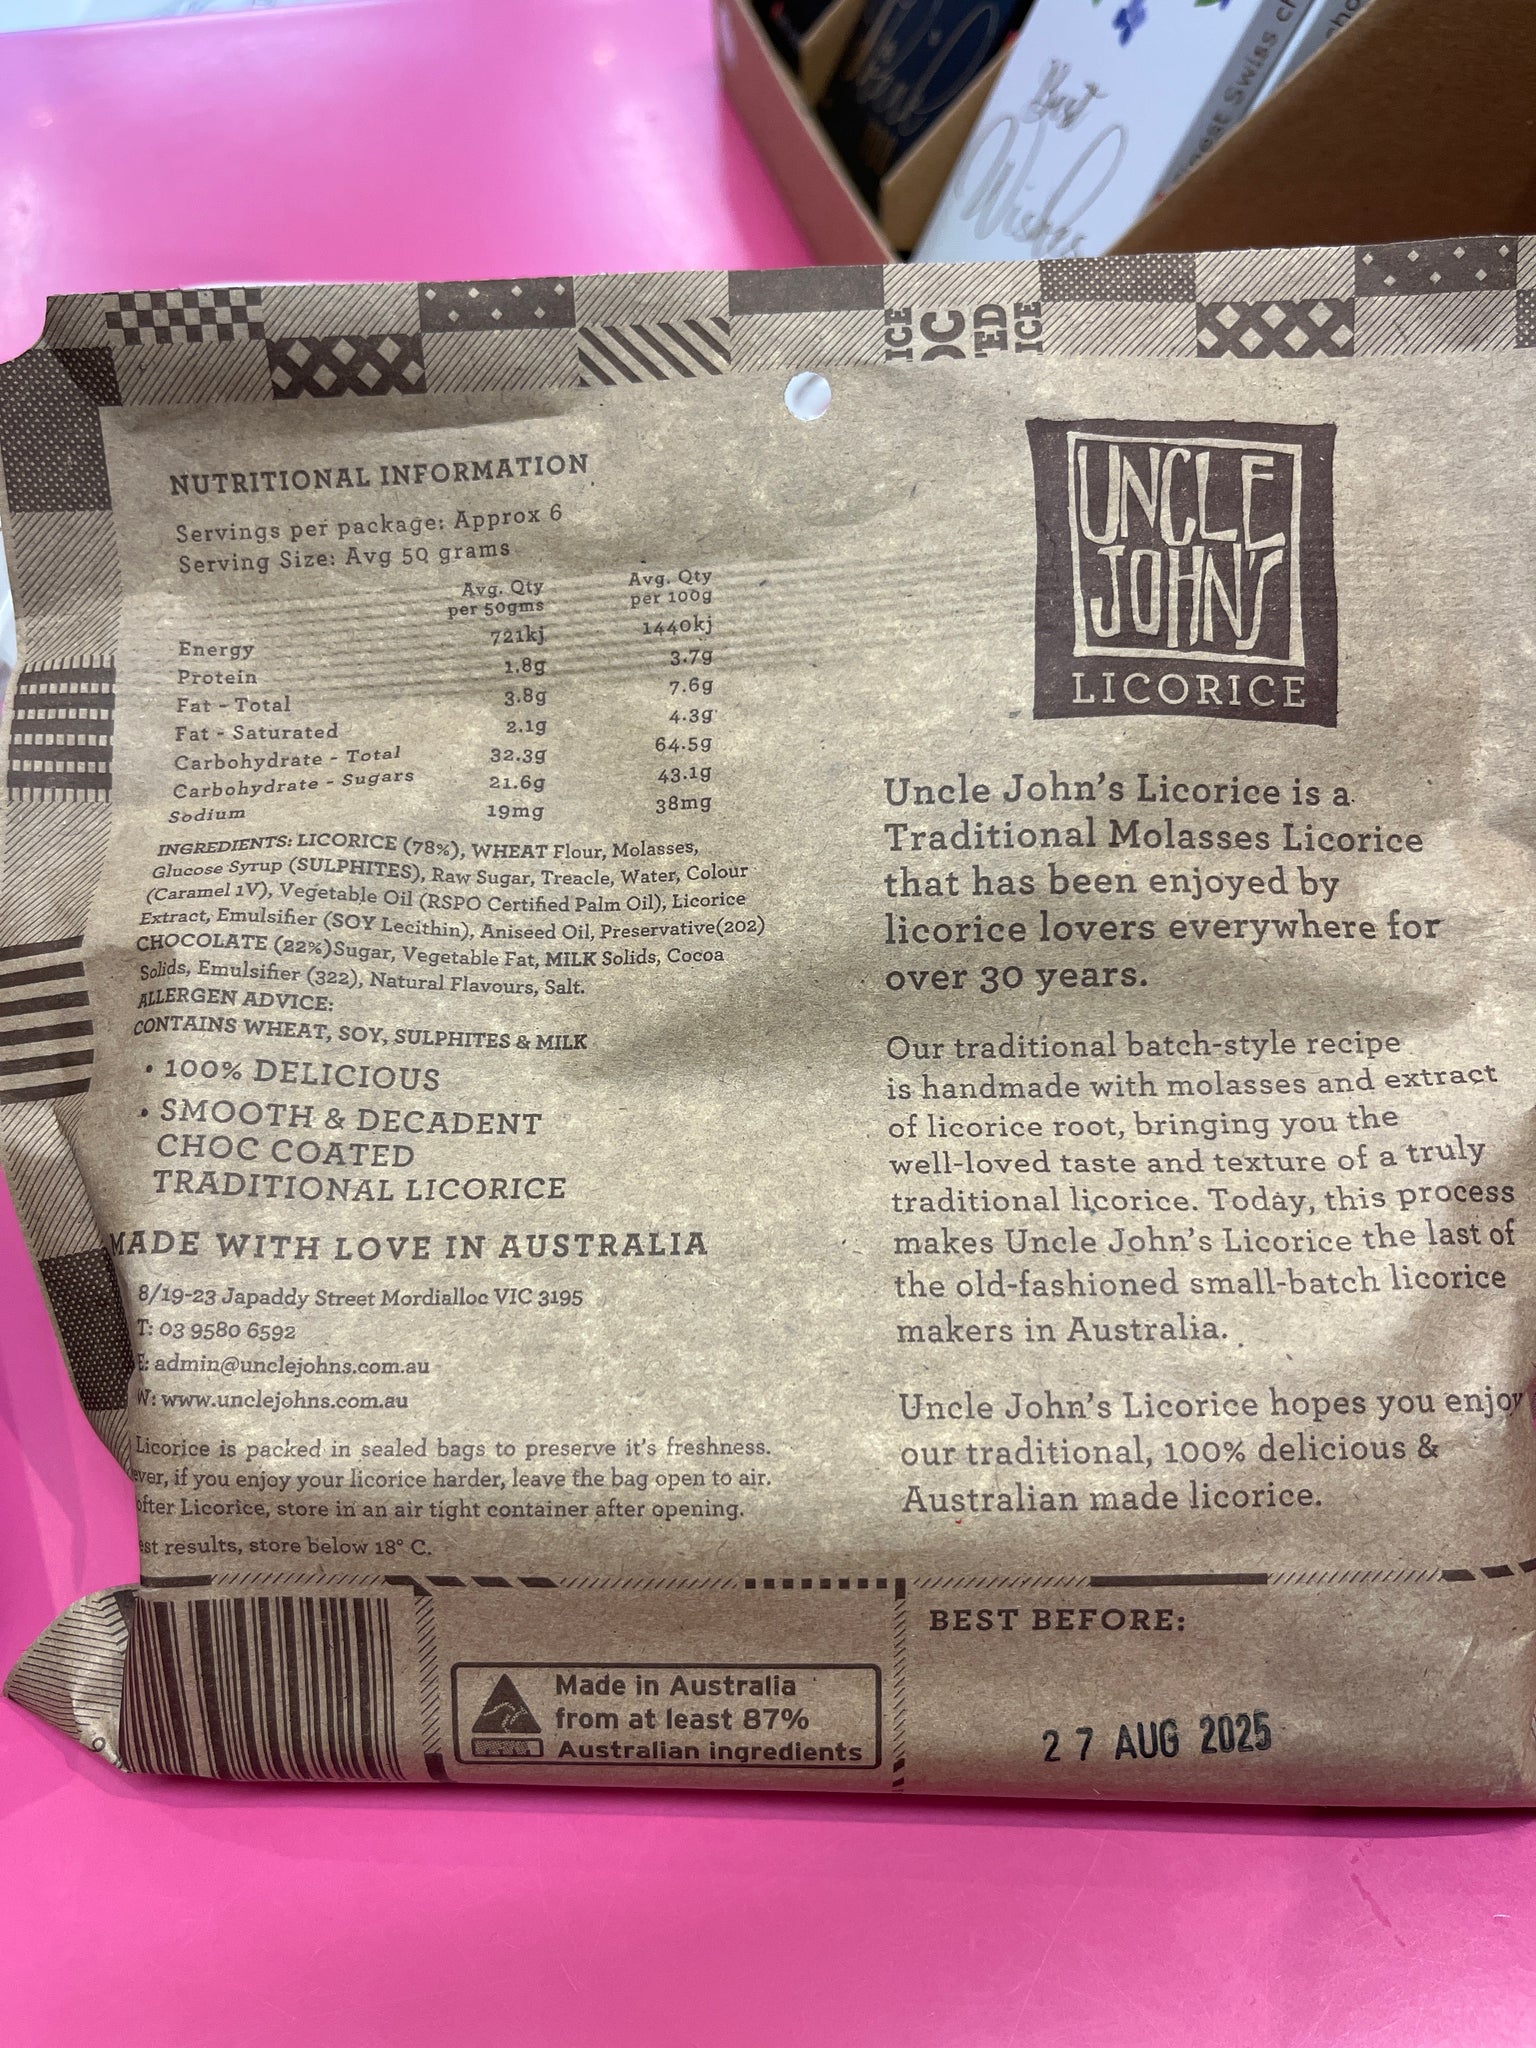 Best
Wishes
est Swiss ch
ICE
OC
TED
ICE
NUTRITIONAL INFORMATION
Servings per package: Approx 6
Serving Size: Avg 50 grams
Avg. Qty per 50gms Avg. Qty per 100g
Energy 721kj 1440kj
Protein 1.8g 3.7g
Fat - Total 3.8g 7.6g
Fat - Saturated 2.1g 4.3g
Carbohydrate - Total 32.3g 64.5g
Carbohydrate - Sugars 21.6g 43.1g
Sodium 19mg 38mg
INGREDIENTS: LICORICE (78%), WHEAT Flour, Molasses,
Glucose Syrup (SULPHITES), Raw Sugar, Treacle, Water, Colour
(Caramel 1V), Vegetable Oil (RSPO Certified Palm Oil), Licorice
Extract, Emulsifier (SOY Lecithin), Aniseed Oil, Preservative(202)
CHOCOLATE (22%)Sugar, Vegetable Fat, MILK Solids, Cocoa
Solids, Emulsifier (322), Natural Flavours, Salt.
ALLERGEN ADVICE:
CONTAINS WHEAT, SOY, SULPHITES & MILK
• 100% DELICIOUS
• SMOOTH & DECADENT
CHOC COATED
TRADITIONAL LICORICE
MADE WITH LOVE IN AUSTRALIA
8/19-23 Japaddy Street Mordialloc VIC 3195
T: 03 9580 6592
E: admin@unclejohns.com.au
W: www.unclejohns.com.au
Licorice is packed in sealed bags to preserve it's freshness.
ever, if you enjoy your licorice harder, leave the bag open to air.
ofter Licorice, store in an air tight container after opening.
est results, store below 18° C.
UNCLE
JOHN'S
LICORICE
Uncle John's Licorice is a
Traditional Molasses Licorice
that has been enjoyed by
licorice lovers everywhere for
over 30 years.
Our traditional batch-style recipe
is handmade with molasses and extract
of licorice root, bringing you the
well-loved taste and texture of a truly
traditional licorice. Today, this process
makes Uncle John's Licorice the last of
the old-fashioned small-batch licorice
makers in Australia.
Uncle John's Licorice hopes you enjoy
our traditional, 100% delicious &
Australian made licorice.
Made in Australia
from at least 87%
Australian ingredients
BEST BEFORE:
27 AUG 2025